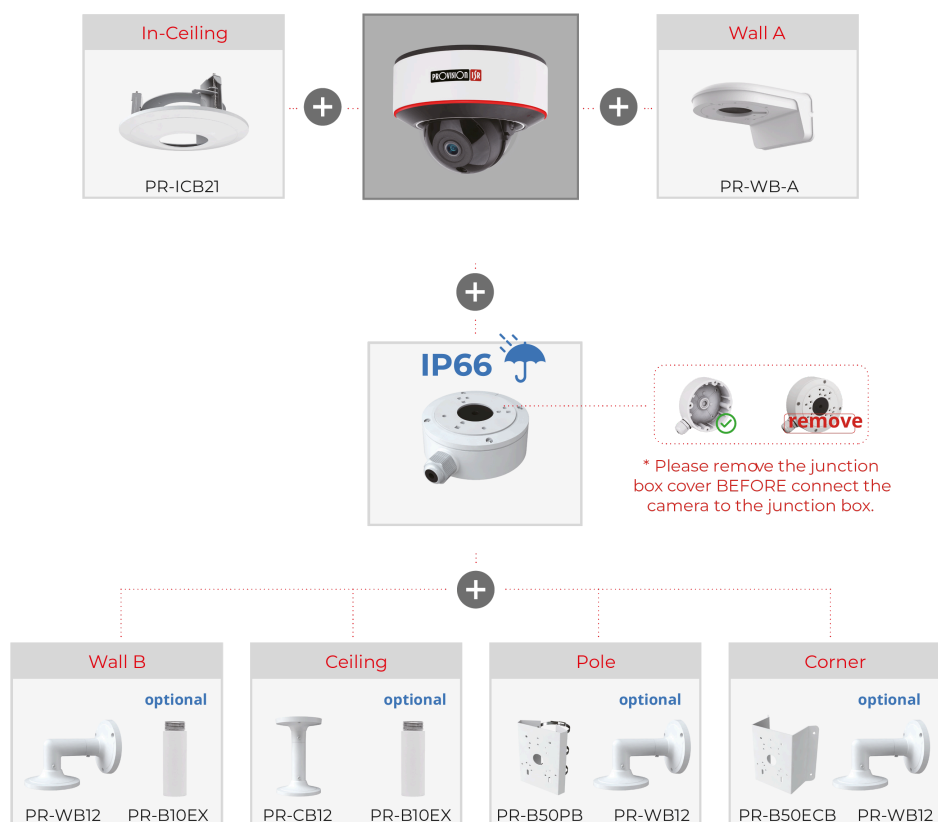 In-Ceiling
PROVISION ISR
Wall A
PR-ICB21
PR-WB-A
IP66
remove
* Please remove the junction
box cover BEFORE connect the
camera to the junction box.
Wall B
Ceiling
Pole
Corner
optional
optional
optional
optional
PR-WB12
PR-B10EX
PR-CB12
PR-B10EX
PR-B50PB
PR-WB12
PR-B50ECB
PR-WB12